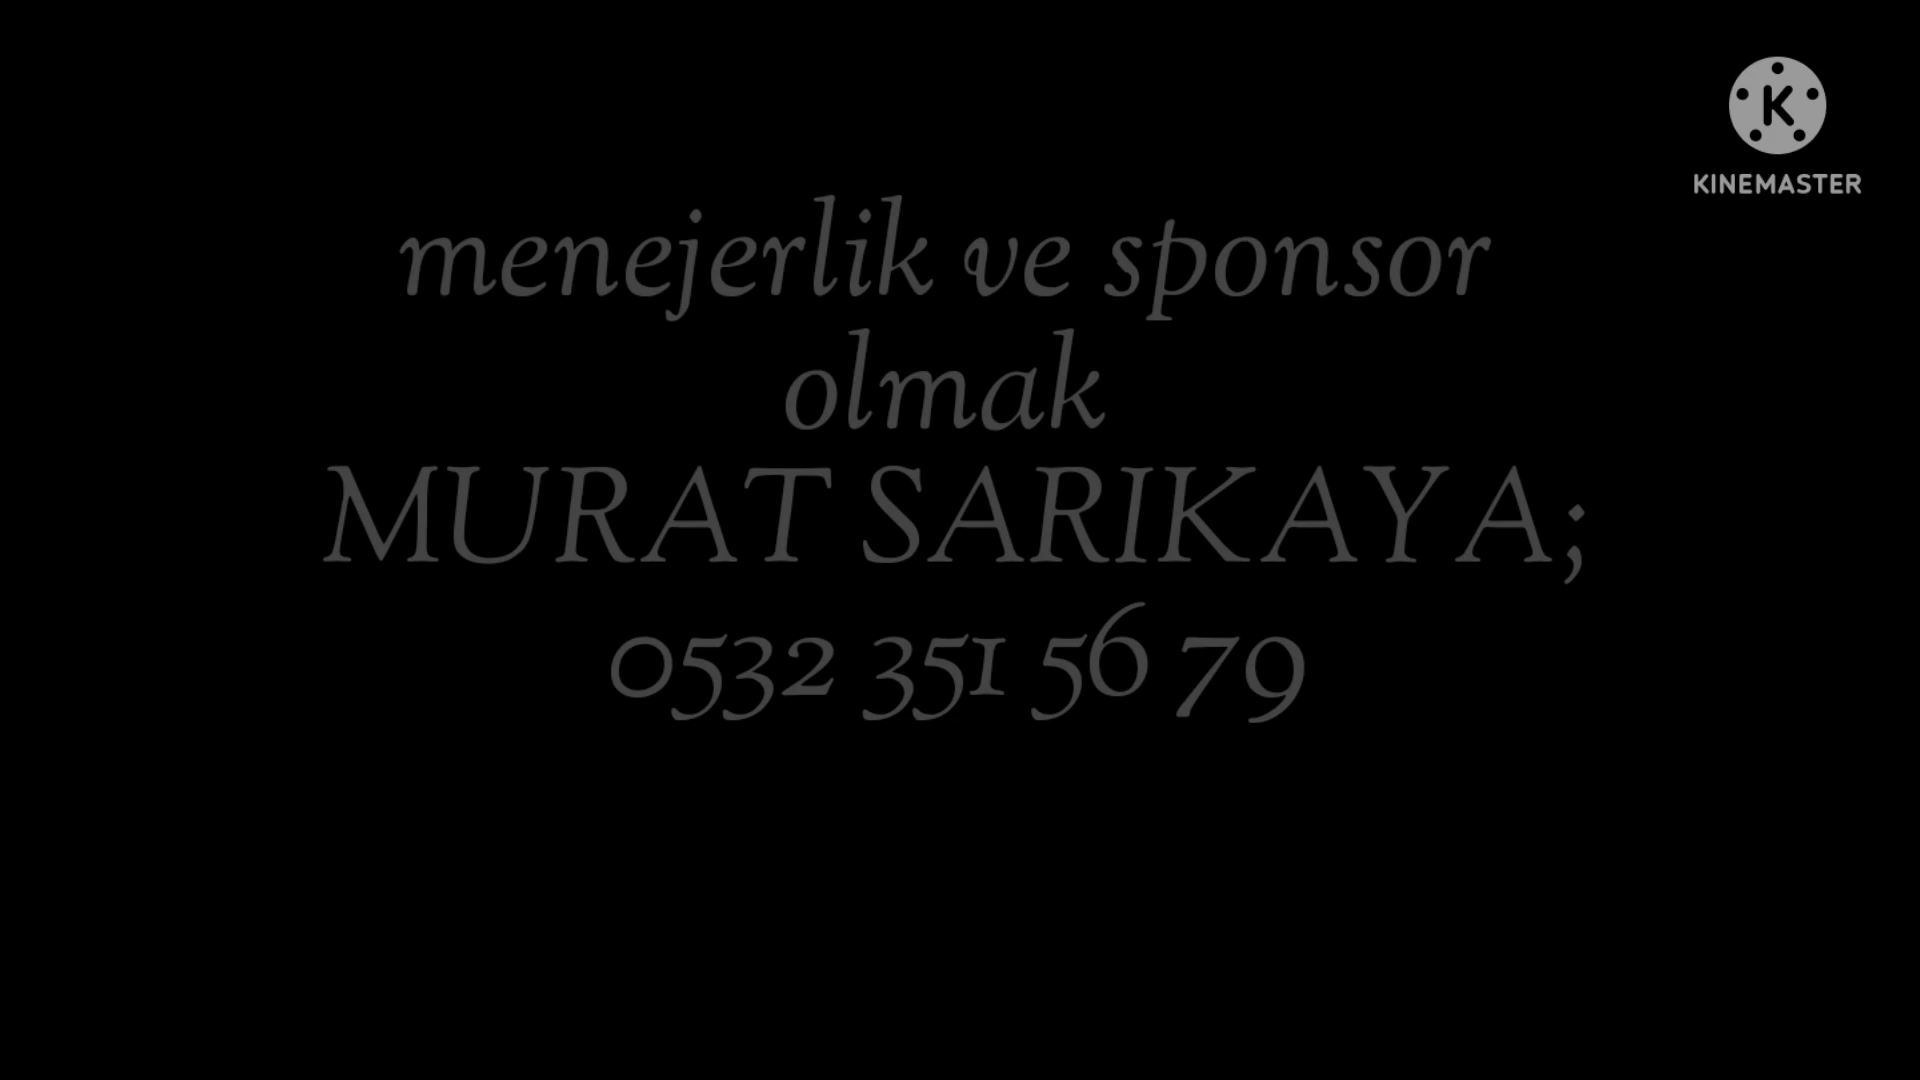 KINEMASTER
menejerlik ve sponsor
olmak
MURAT SARIKAYA;
0532 351 56 79